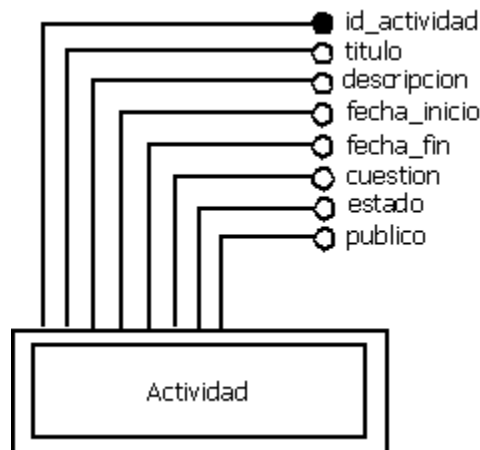 id_actividad
titulo
descripcion
fecha_inicio
fecha_fin
cuestion
estado
publico
Actividad